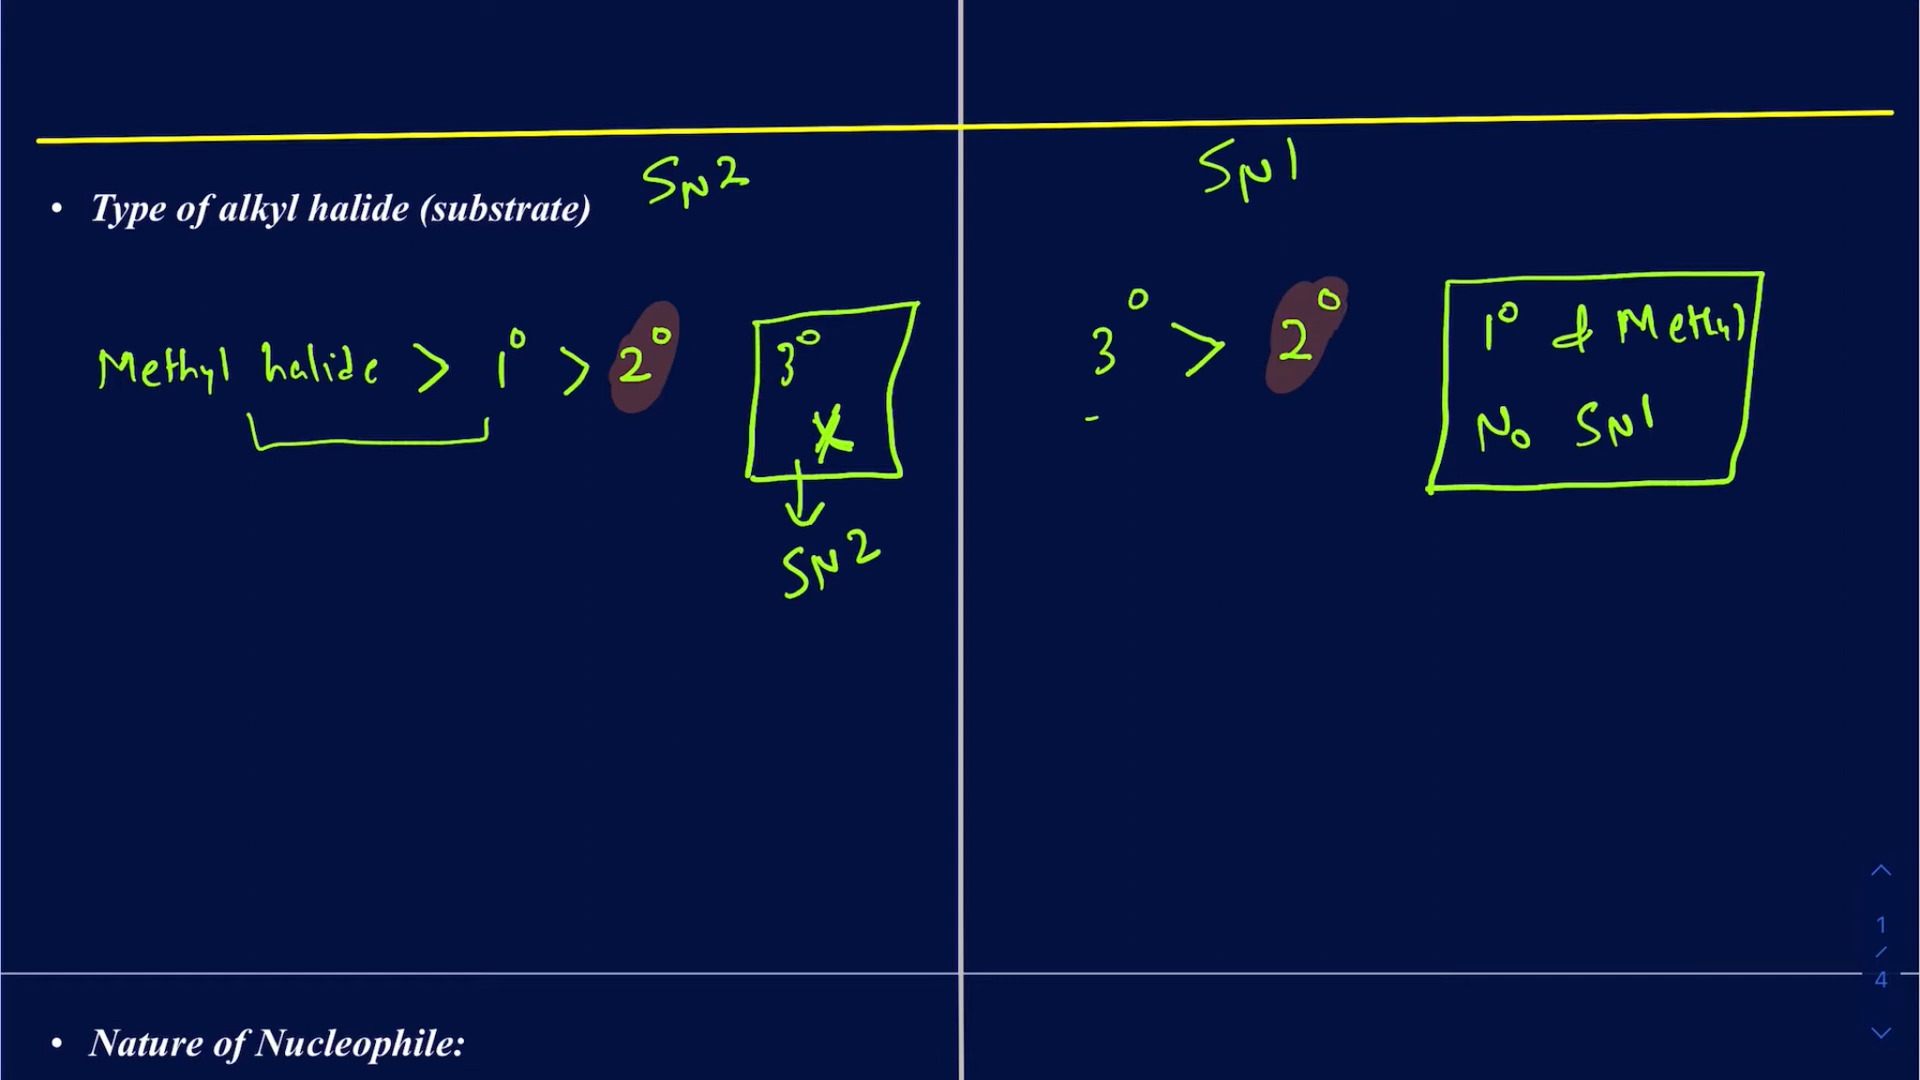 SN2
SN1
• Type of alkyl halide (substrate)
Methyl halide > 1° > 2°
3°
X
SN2
3° > 2°
1° & Methyl
No SN1
1
/
4
• Nature of Nucleophile: